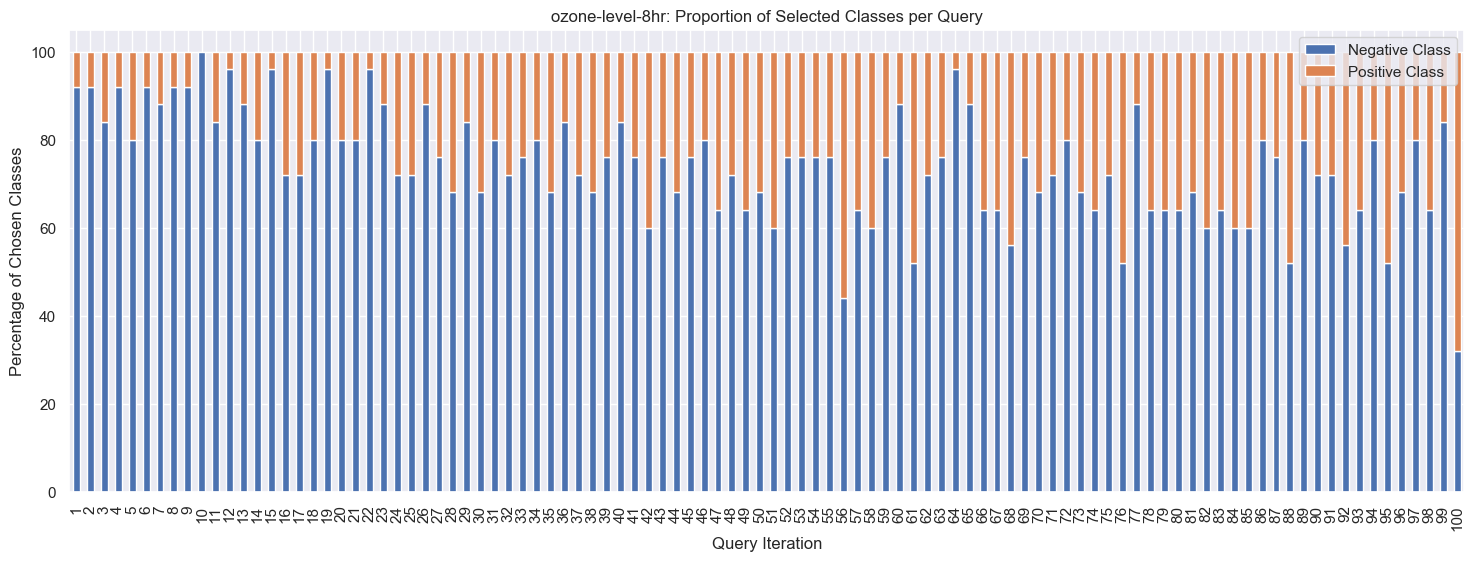 ozone-level-8hr: Proportion of Selected Classes per Query
Negative Class
Positive Class
Percentage of Chosen Classes
100
80
60
40
20
0
1 2 3 4 5 6 7 8 9 10 11 12 13 14 15 16 17 18 19 20 21 22 23 24 25 26 27 28 29 30 31 32 33 34 35 36 37 38 39 40 41 42 43 44 45 46 47 48 49 50 51 52 53 54 55 56 57 58 59 60 61 62 63 64 65 66 67 68 69 70 71 72 73 74 75 76 77 78 79 80 81 82 83 84 85 86 87 88 89 90 91 92 93 94 95 96 97 98 99 100
Query Iteration